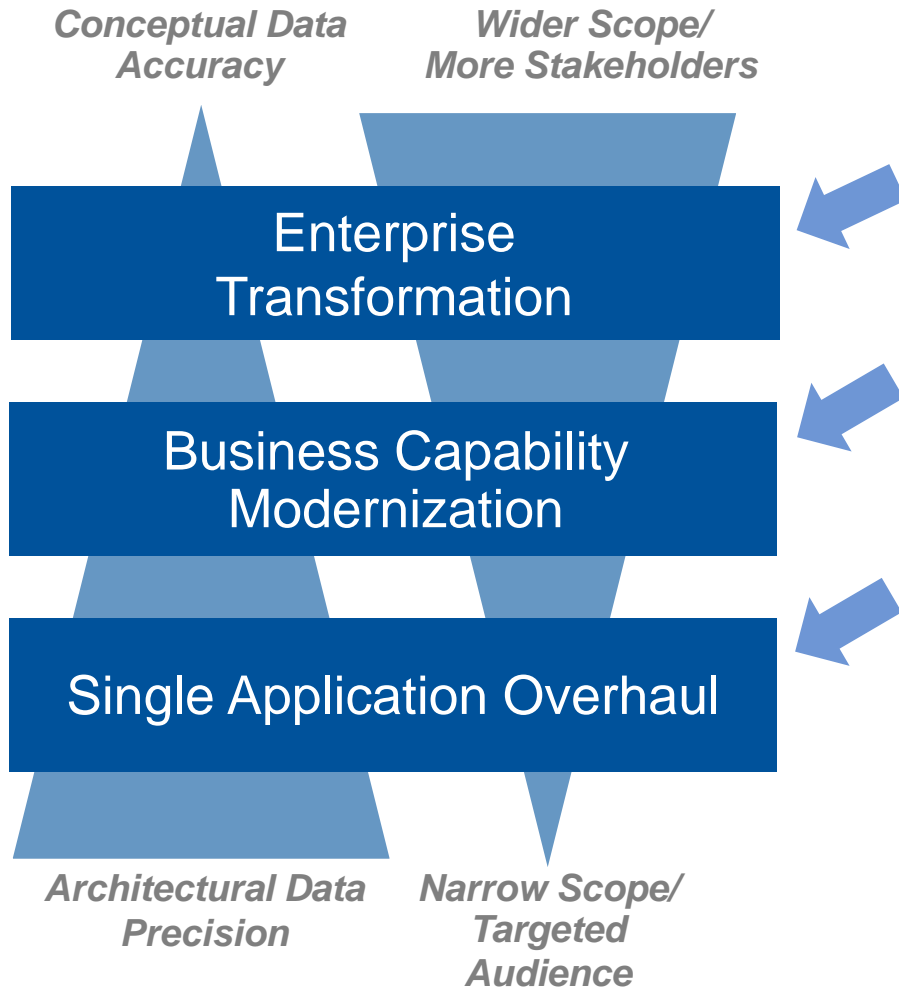 Conceptual Data
Accuracy
Wider Scope/
More Stakeholders
Enterprise
Transformation
Business Capability
Modernization
Single Application Overhaul
Architectural Data
Precision
Narrow Scope/
Targeted
Audience